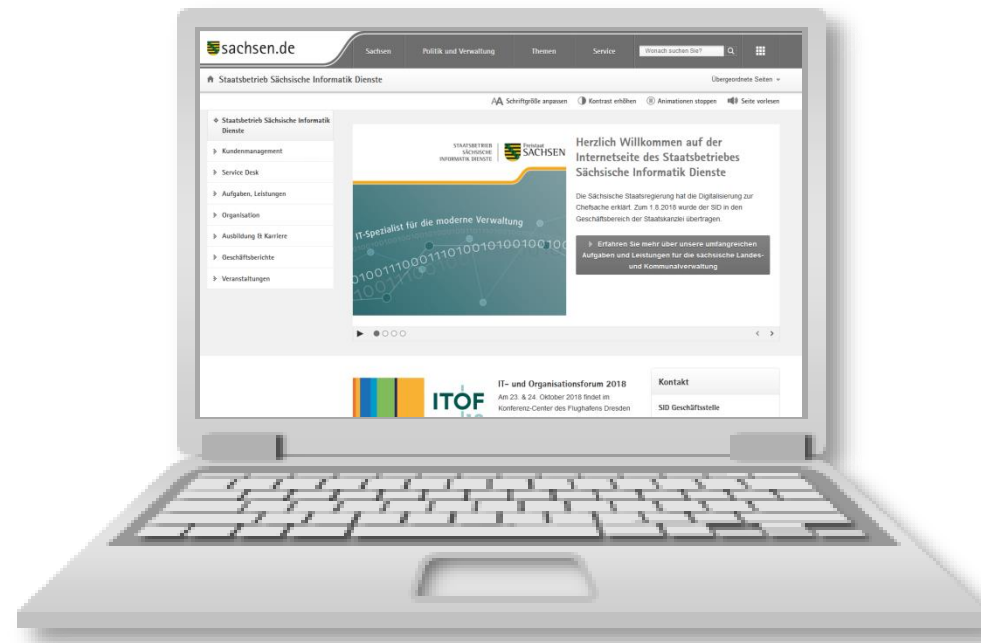 sachsen.de
Sachsen
Politik und Verwaltung
Themen
Service
Wonach suchen Sie?
Staatsbetrieb Sächsische Informatik Dienste
Übergeordnete Seiten
AA Schriftgröße anpassen
Kontrast erhöhen
Animationen stoppen
Seite vorlesen
Staatsbetrieb Sächsische Informatik
Dienste
Kundenmanagement
Service Desk
Aufgaben, Leistungen
Organisation
Ausbildung & Karriere
Geschäftsberichte
Veranstaltungen
STAATSBETRIEB
SÄCHSISCHE
INFORMATIK DIENSTE
Freistaat
SACHSEN
IT-Spezialist für die moderne Verwaltung
Herzlich Willkommen auf der
Internetseite des Staatsbetriebes
Sächsische Informatik Dienste
Die Sächsische Staatsregierung hat die Digitalisierung zur
Chefsache erklärt. Zum 1.8.2018 wurde der SID in den
Geschäftsbereich der Staatskanzlei übertragen.
Erfahren Sie mehr über unsere umfangreichen
Aufgaben und Leistungen für die sächsische Landes-
und Kommunalverwaltung
ITOF
IT- und Organisationsforum 2018
Am 23. & 24. Oktober 2018 findet im
Konferenz-Center des Flughafens Dresden
Kontakt
SID Geschäftsstelle